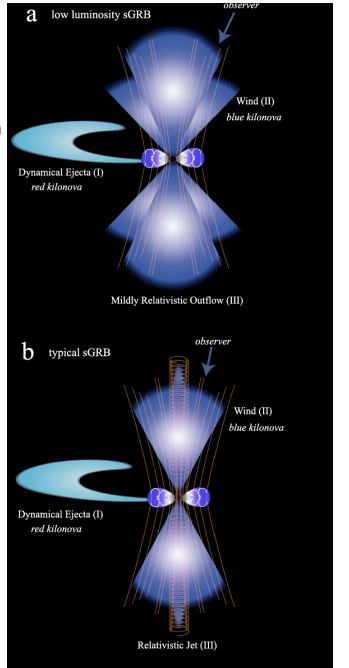 a
low luminosity sGRB
observer
Wind (II)
blue kilonova
Dynamical Ejecta (I)
red kilonova
Mildly Relativistic Outflow (III)
b
typical sGRB
observer
Wind (II)
blue kilonova
Dynamical Ejecta (I)
red kilonova
Relativistic Jet (III)